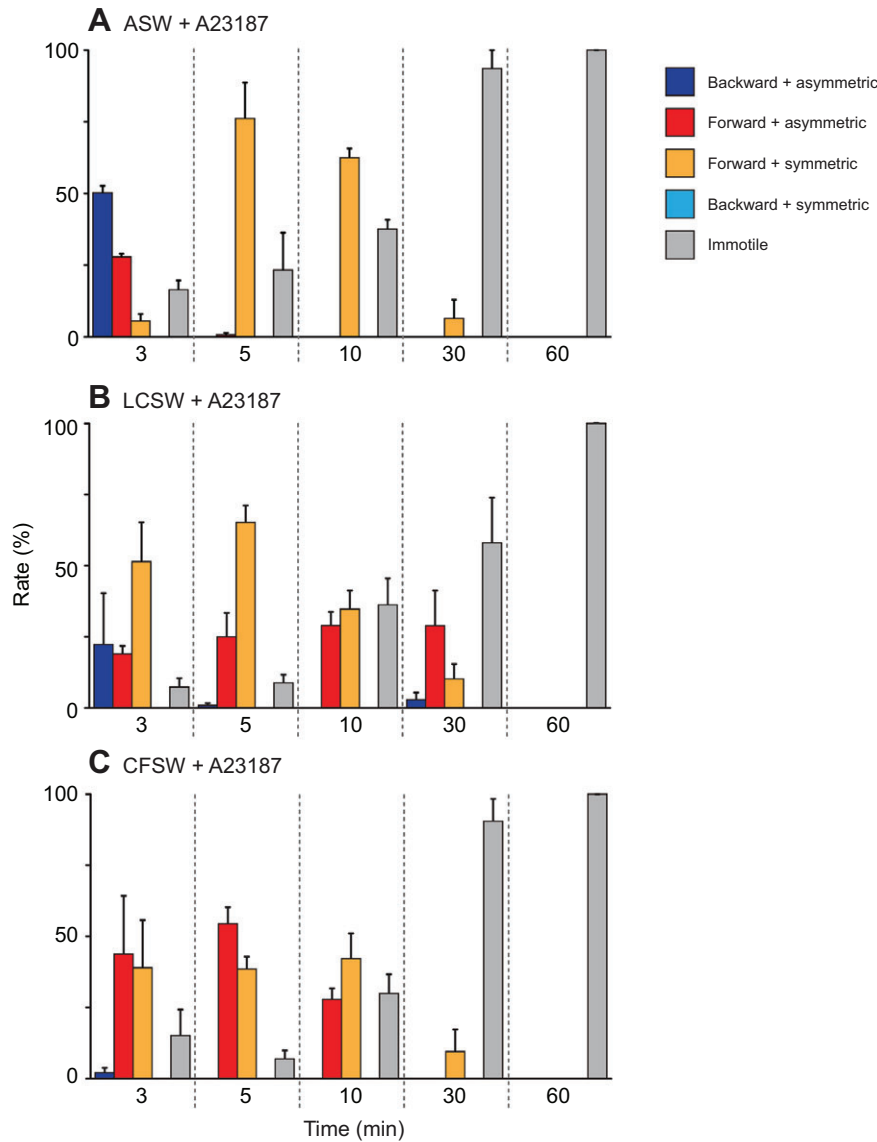 A ASW + A23187
100
50
0
3 5 10 30 60
Backward + asymmetric
Forward + asymmetric
Forward + symmetric
Backward + symmetric
Immotile
B LCSW + A23187
100
50
0
3 5 10 30 60
Rate (%)
C CFSW + A23187
100
50
0
3 5 10 30 60
Time (min)